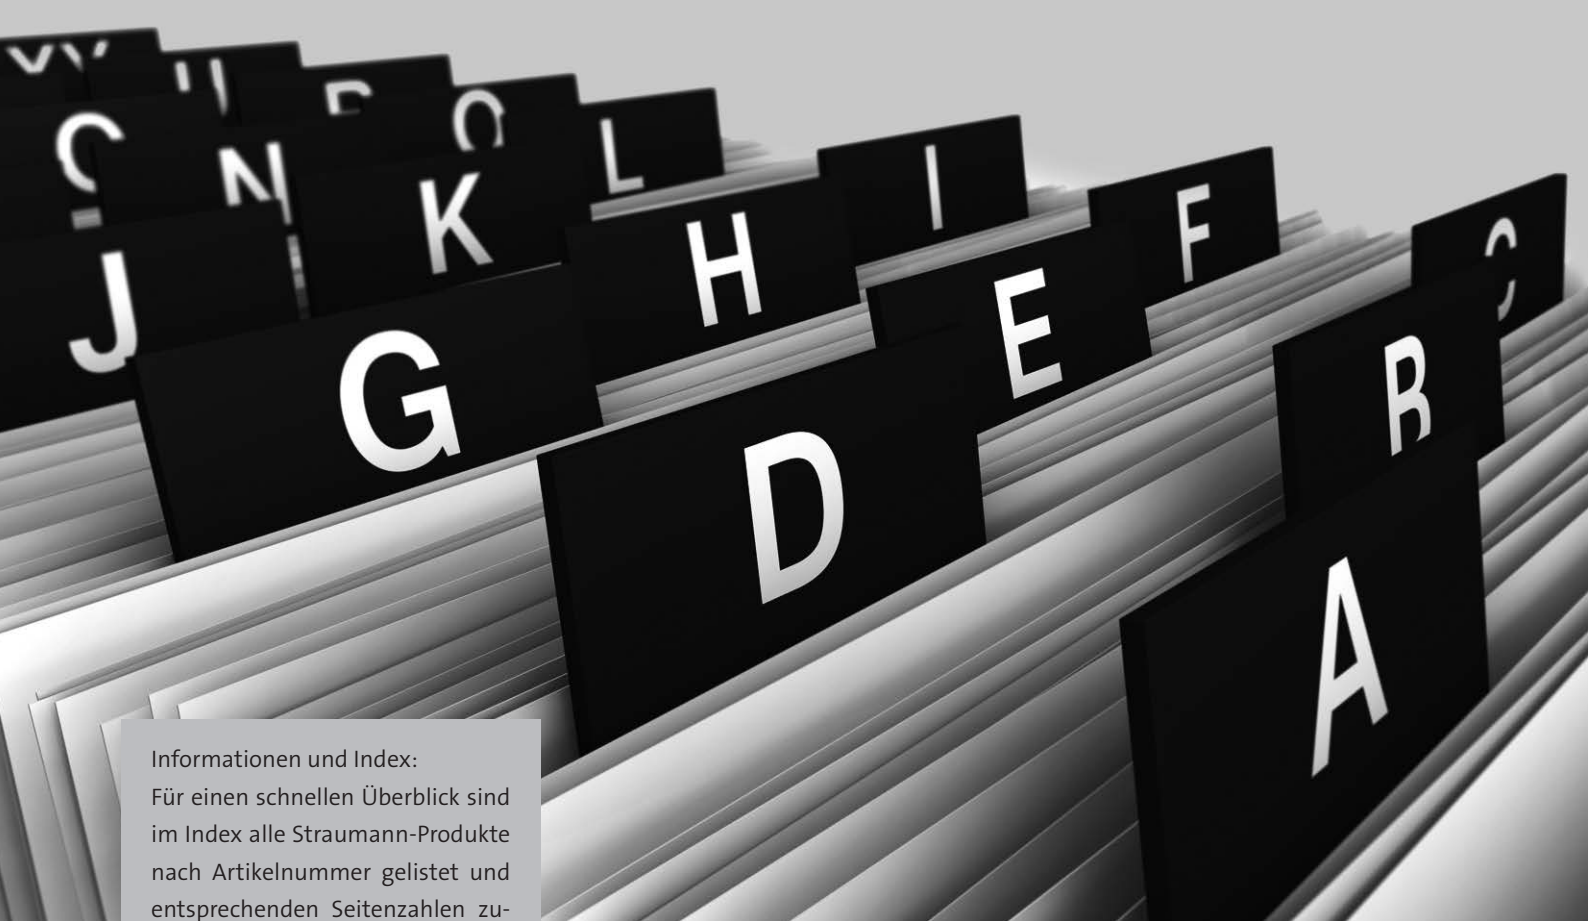 L
I
K
N
H
F
J
E
G
B
D
A
Informationen und Index:
Für einen schnellen Überblick sind
im Index alle Straumann-Produkte
nach Artikelnummer gelistet und
entsprechenden Seitenzahlen zu-